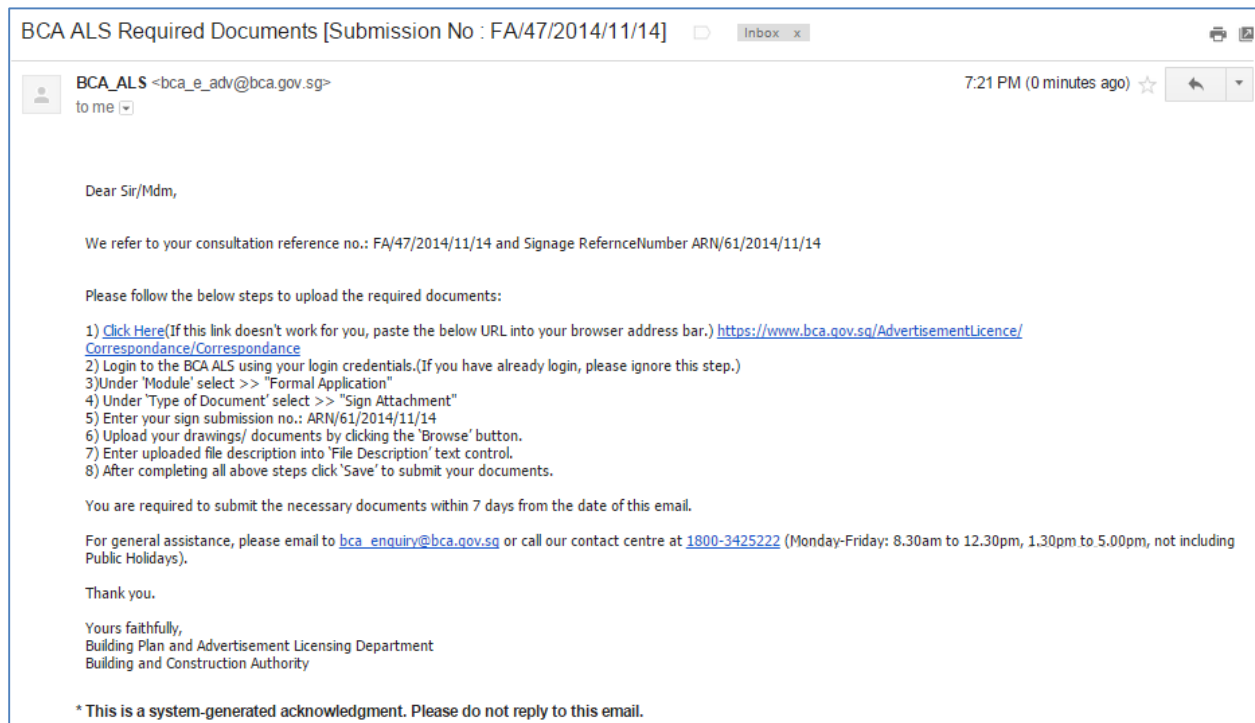 BCA ALS Required Documents [Submission No : FA/47/2014/11/14] Inbox x
BCA_ALS <bca_e_adv@bca.gov.sg> 7:21 PM (0 minutes ago)
to me
Dear Sir/Mdm,
We refer to your consultation reference no.: FA/47/2014/11/14 and Signage RefernceNumber ARN/61/2014/11/14
Please follow the below steps to upload the required documents:
1) Click Here(If this link doesn't work for you, paste the below URL into your browser address bar.) https://www.bca.gov.sg/AdvertisementLicence/
Correspondance/Correspondance
2) Login to the BCA ALS using your login credentials.(If you have already login, please ignore this step.)
3)Under 'Module' select >> "Formal Application"
4) Under 'Type of Document' select >> "Sign Attachment"
5) Enter your sign submission no.: ARN/61/2014/11/14
6) Upload your drawings/ documents by clicking the 'Browse' button.
7) Enter uploaded file description into 'File Description' text control.
8) After completing all above steps click 'Save' to submit your documents.
You are required to submit the necessary documents within 7 days from the date of this email.
For general assistance, please email to bca_enquiry@bca.gov.sg or call our contact centre at 1800-3425222 (Monday-Friday: 8.30am to 12.30pm, 1.30pm to 5.00pm, not including
Public Holidays).
Thank you.
Yours faithfully,
Building Plan and Advertisement Licensing Department
Building and Construction Authority
* This is a system-generated acknowledgment. Please do not reply to this email.